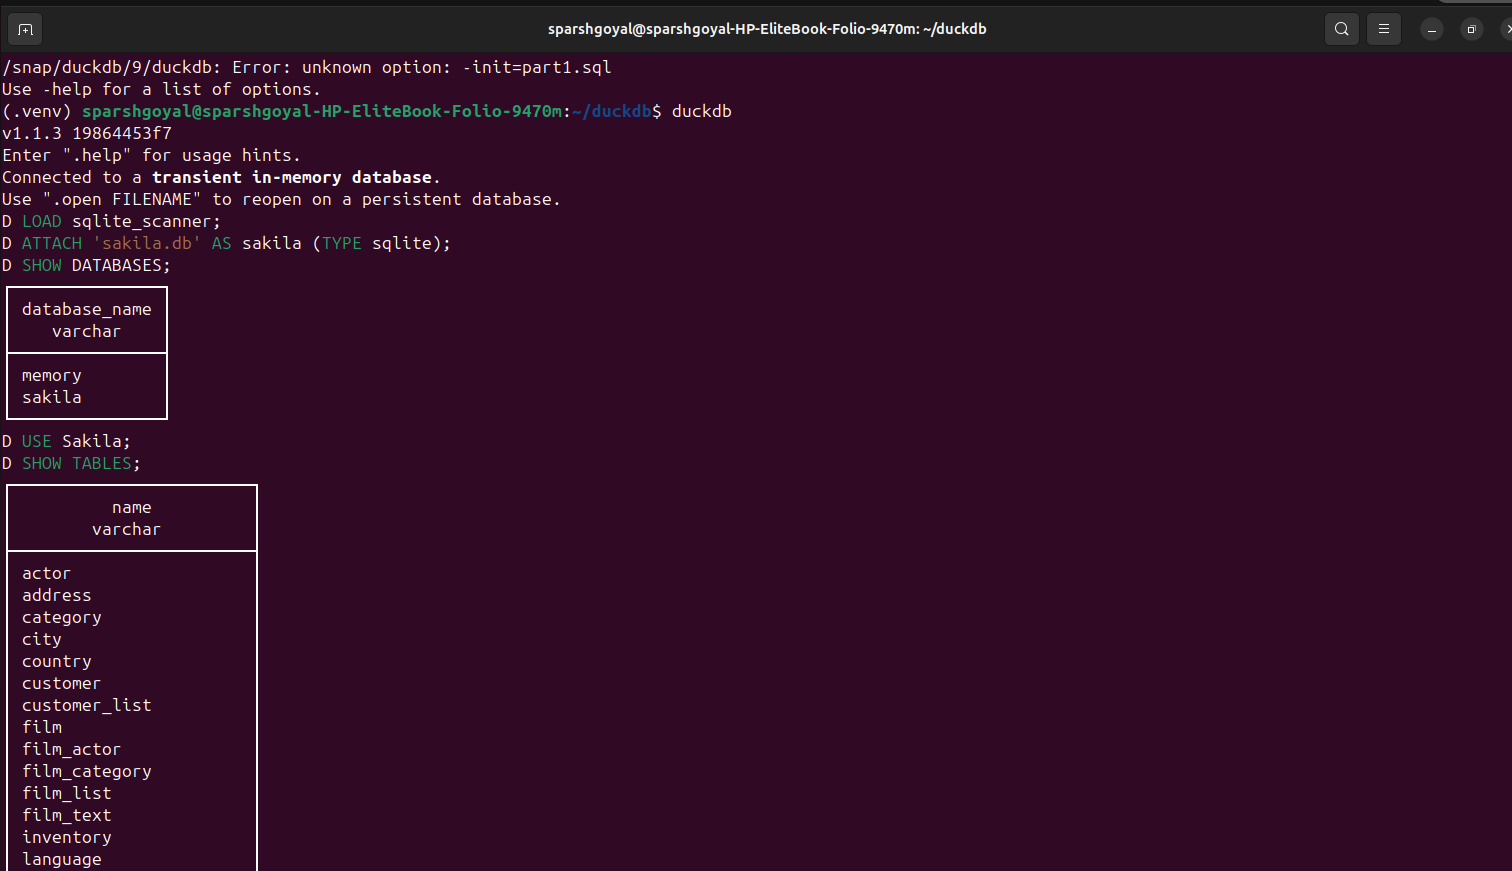 sparshgoyal@sparshgoyal-HP-EliteBook-Folio-9470m: ~/duckdb
/snap/duckdb/9/duckdb: Error: unknown option: -init=part1.sql
Use -help for a list of options.
(.venv) sparshgoyal@sparshgoyal-HP-EliteBook-Folio-9470m:~/duckdb$ duckdb
v1.1.3 19864453f7
Enter ".help" for usage hints.
Connected to a transient in-memory database.
Use ".open FILENAME" to reopen on a persistent database.
D LOAD sqlite_scanner;
D ATTACH 'sakila.db' AS sakila (TYPE sqlite);
D SHOW DATABASES;
database_name
varchar
memory
sakila
D USE Sakila;
D SHOW TABLES;
name
varchar
actor
address
category
city
country
customer
customer_list
film
film_actor
film_category
film_list
film_text
inventory
language